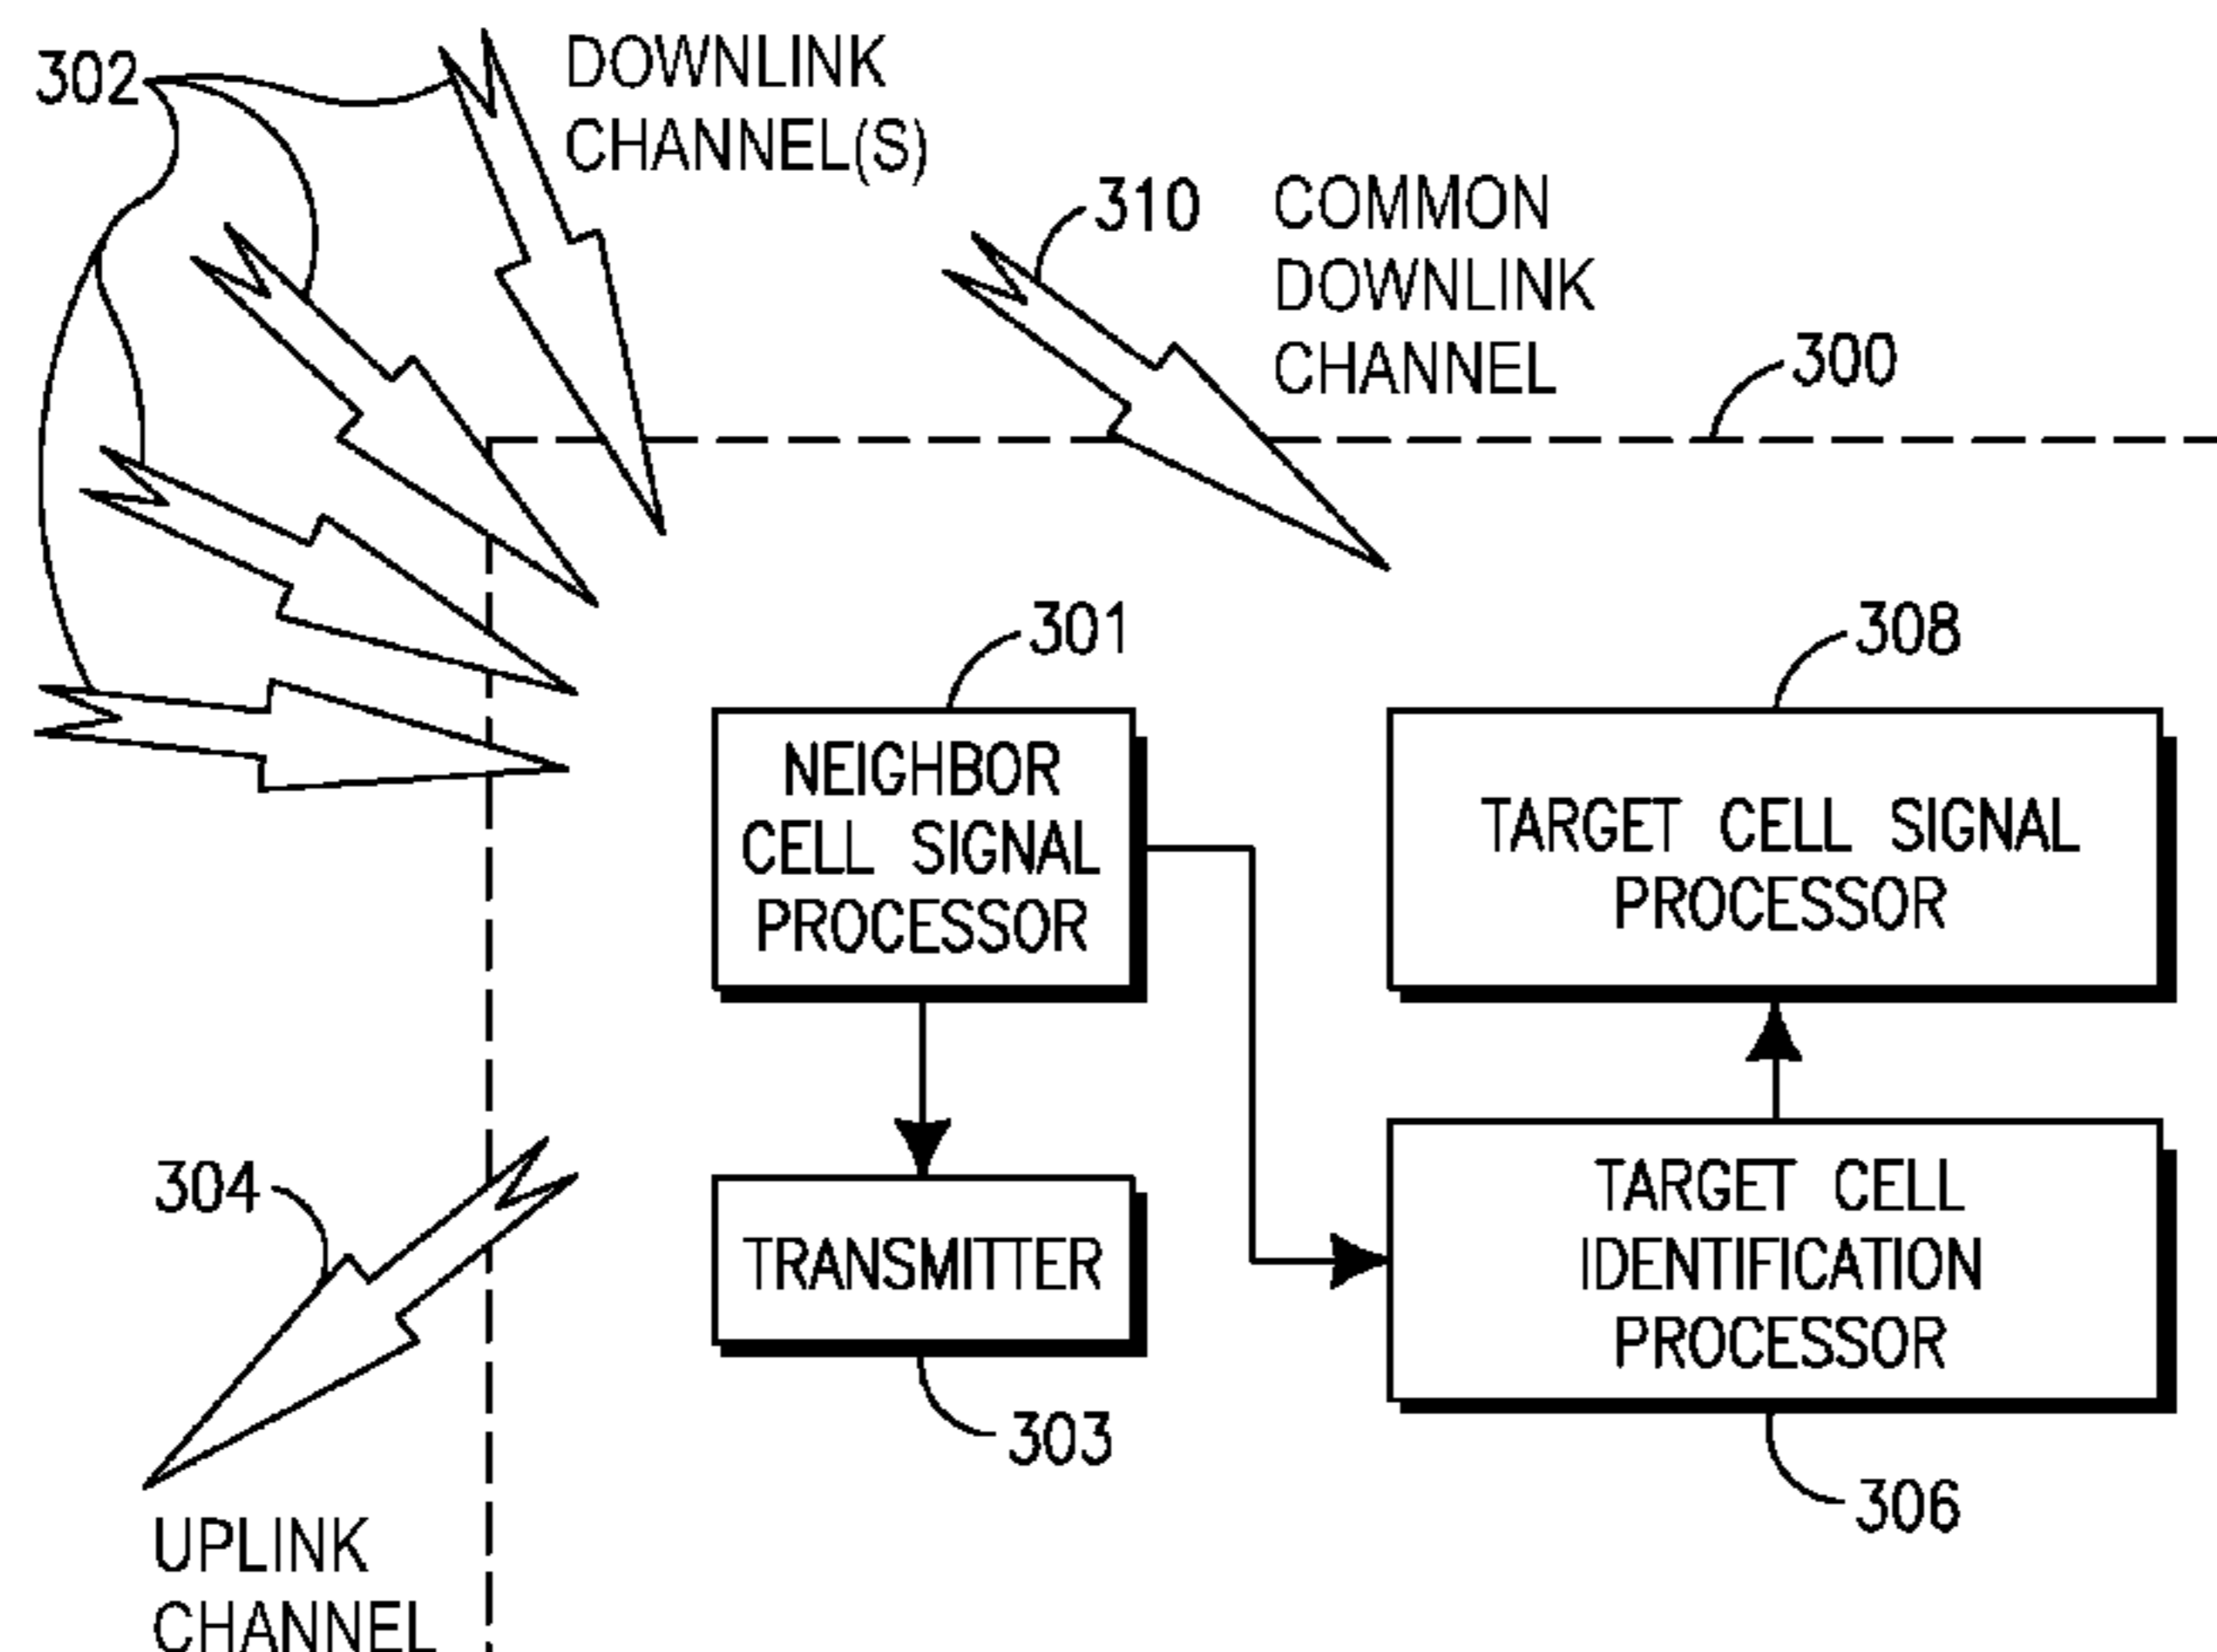 302
DOWNLINK
CHANNEL(S)
310
COMMON
DOWNLINK
CHANNEL
300
301
308
NEIGHBOR
CELL SIGNAL
PROCESSOR
TARGET CELL SIGNAL
PROCESSOR
304
TRANSMITTER
TARGET CELL
IDENTIFICATION
PROCESSOR
303
306
UPLINK
CHANNEL